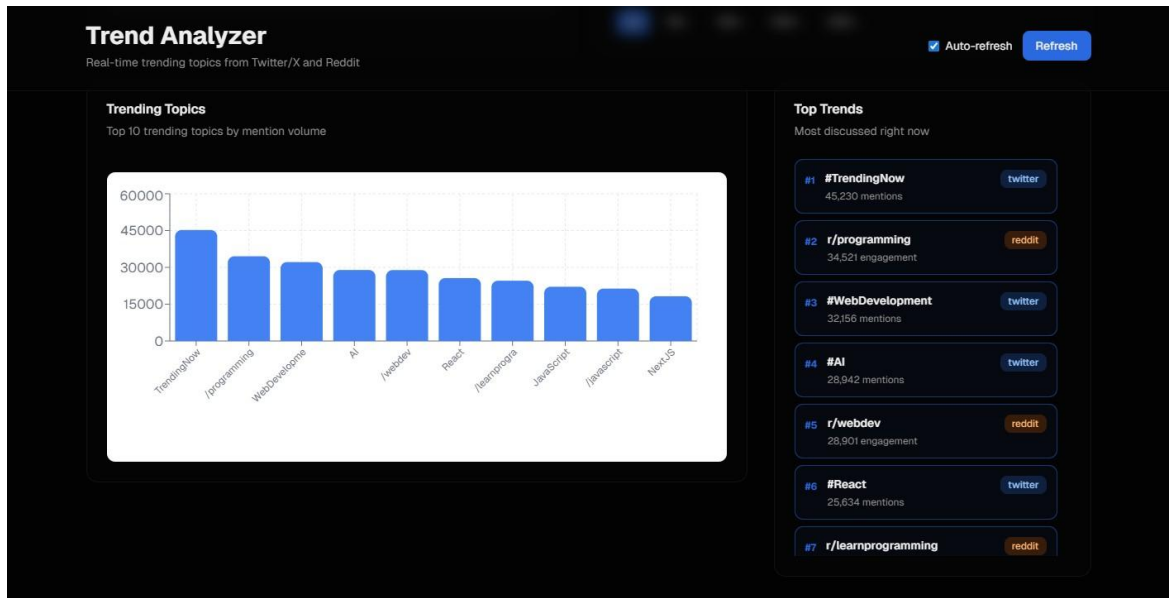 Trend Analyzer
Real-time trending topics from Twitter/X and Reddit
Auto-refresh
Refresh
Trending Topics
Top 10 trending topics by mention volume
60000
45000
30000
15000
0
TrendingNow
/programming
WebDevelopme
AI
/webdev
React
/learnprogra
JavaScript
/javascript
NextJS
Top Trends
Most discussed right now
#1 #TrendingNow twitter
45,230 mentions
#2 r/programming reddit
34,521 engagement
#3 #WebDevelopment twitter
32,156 mentions
#4 #AI twitter
28,942 mentions
#5 r/webdev reddit
28,901 engagement
#6 #React twitter
25,634 mentions
#7 r/learnprogramming reddit